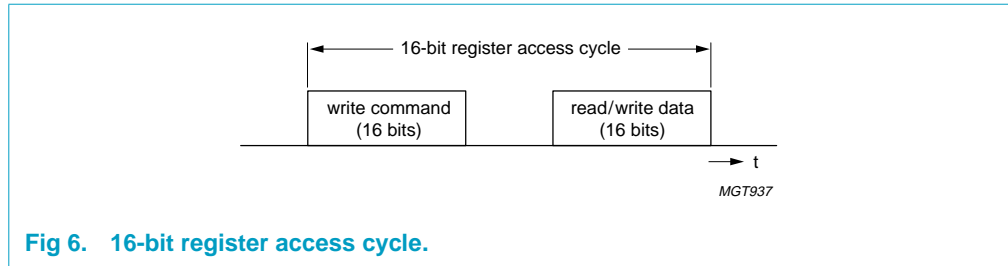 16-bit register access cycle
write command
(16 bits)
read/write data
(16 bits)
t
MGT937
Fig 6. 16-bit register access cycle.